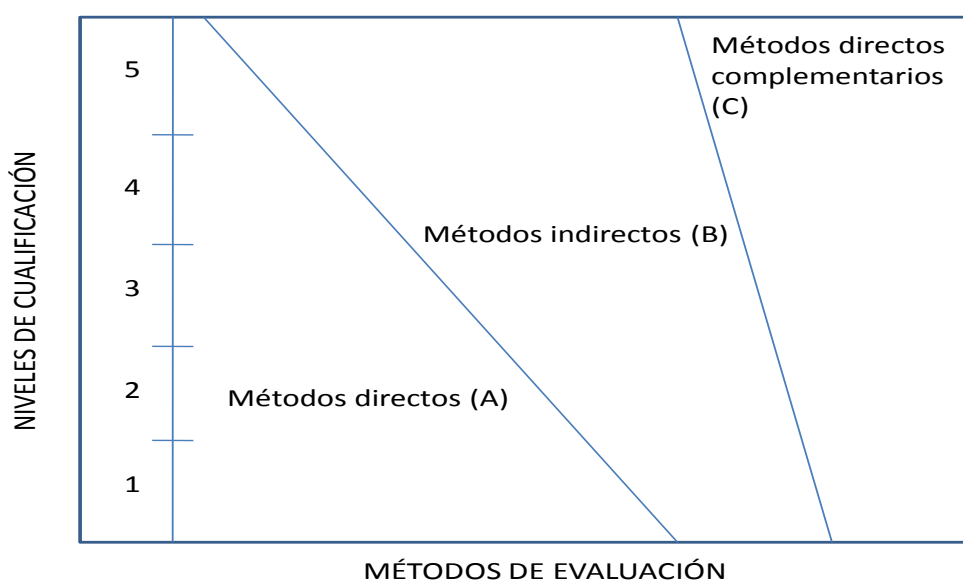 Métodos directos
complementarios
(C)
5
4
Métodos indirectos (B)
3
2
Métodos directos (A)
1
NIVELES DE CUALIFICACIÓN
MÉTODOS DE EVALUACIÓN